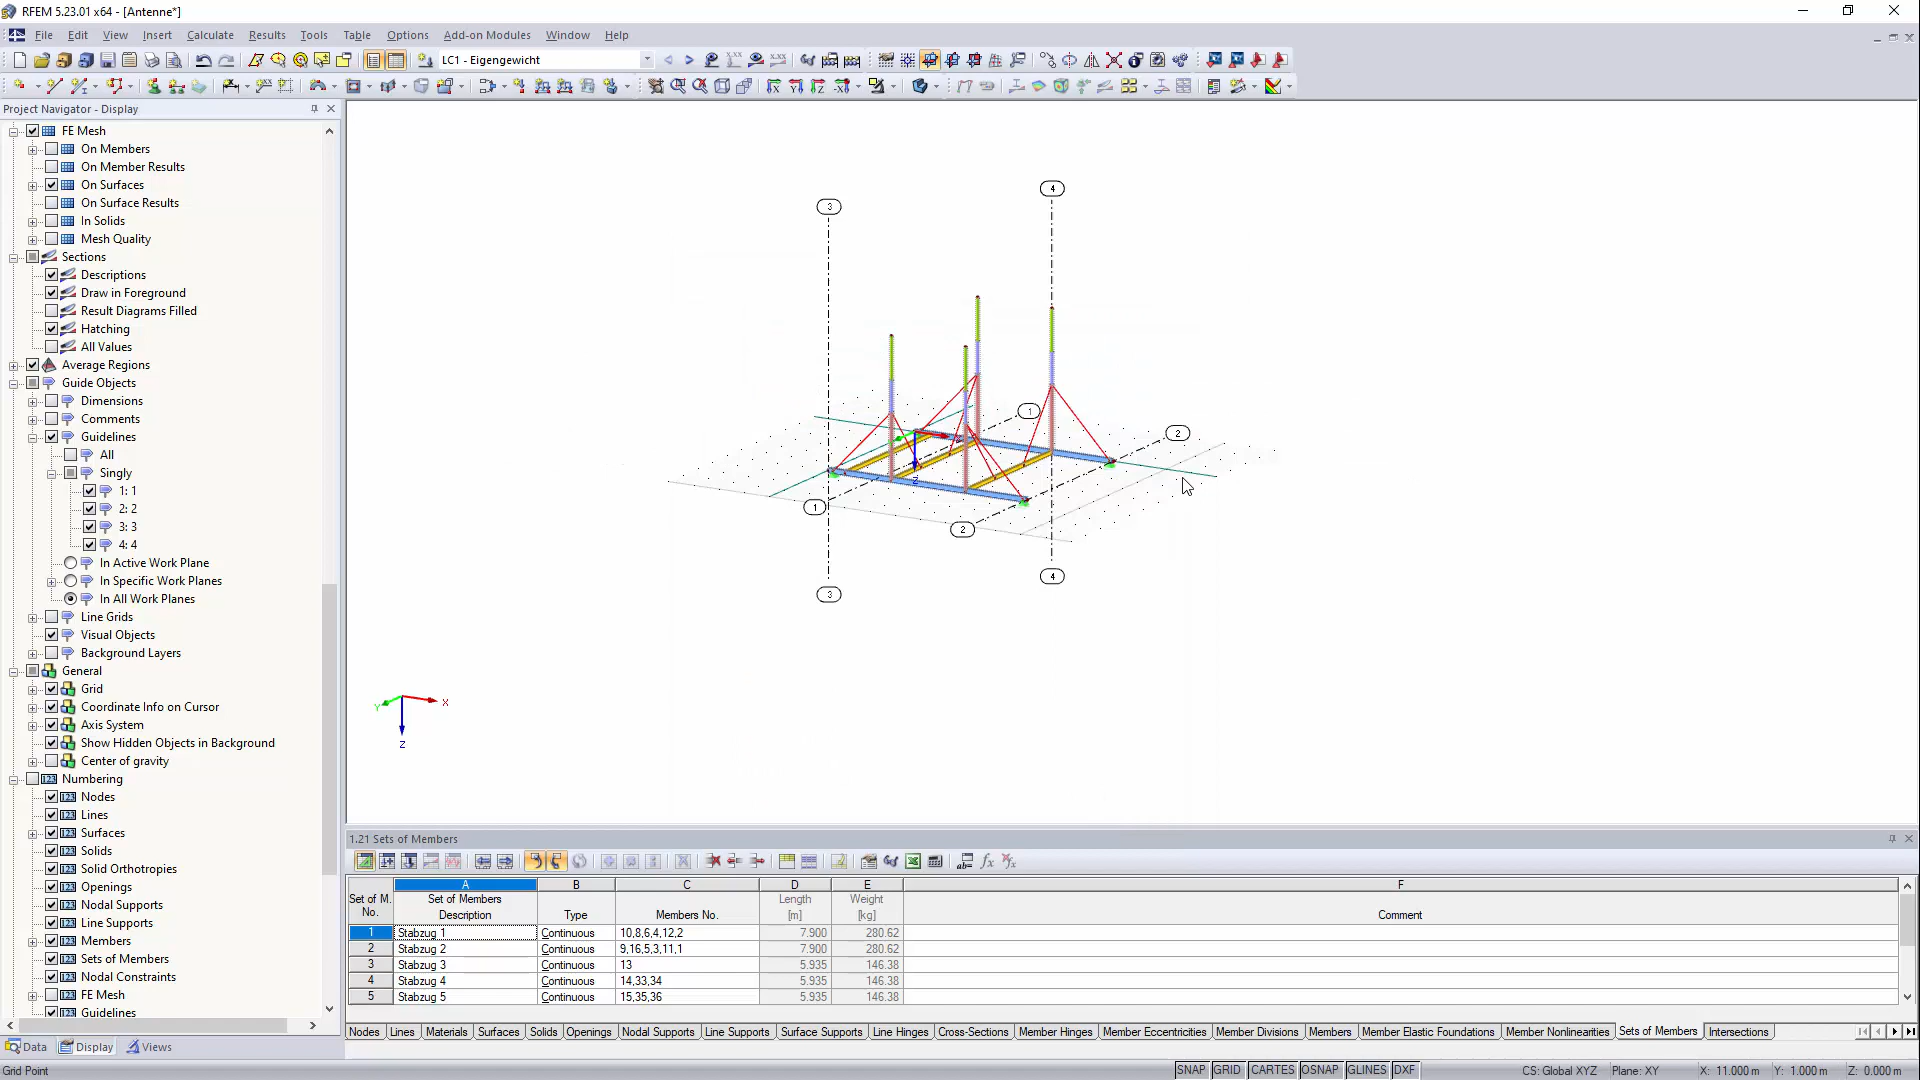 RFEM 5.23.01 x64 - [Antenne*]
File Edit View Insert Calculate Results Tools Table Options Add-on Modules Window Help
LC1 - Eigengewicht
Project Navigator - Display
FE Mesh
On Members
On Member Results
On Surfaces
On Surface Results
In Solids
Mesh Quality
Sections
Descriptions
Draw in Foreground
Result Diagrams Filled
Hatching
All Values
Average Regions
Guide Objects
Dimensions
Comments
Guidelines
All
Singly
1: 1
2: 2
3: 3
4: 4
In Active Work Plane
In Specific Work Planes
In All Work Planes
Line Grids
Visual Objects
Background Layers
General
Grid
Coordinate Info on Cursor
Axis System
Show Hidden Objects in Background
Center of gravity
Numbering
Nodes
Lines
Surfaces
Solids
Solid Orthotropies
Openings
Nodal Supports
Line Supports
Members
Sets of Members
Nodal Constraints
FE Mesh
Guidelines
Data Display Views
4
3
1
2
Z
1
2
4
3
Y X
Z
1.21 Sets of Members
A B C D E F
Set of M. Set of Members Length Weight
No. Description Type Members No. [m] [kg] Comment
1 Stabzug 1 Continuous 10,8,6,4,12,2 7.900 280.62
2 Stabzug 2 Continuous 9,16,5,3,11,1 7.900 280.62
3 Stabzug 3 Continuous 13 5.935 146.38
4 Stabzug 4 Continuous 14,33,34 5.935 146.38
5 Stabzug 5 Continuous 15,35,36 5.935 146.38
Nodes Lines Materials Surfaces Solids Openings Nodal Supports Line Supports Surface Supports Line Hinges Cross-Sections Member Hinges Member Eccentricities Member Divisions Members Member Elastic Foundations Member Nonlinearities Sets of Members Intersections
Grid Point SNAP GRID CARTES OSNAP GLINES DXF CS: Global XYZ Plane: XY X: 11.000 m Y: 1.000 m Z: 0.000 m